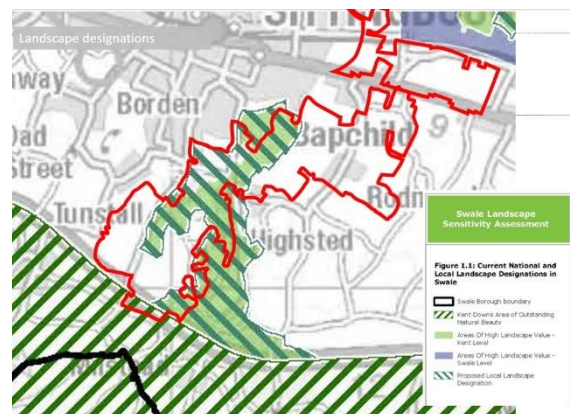 Landscape designations
Borden
Street
Tunstall
Bapchild
9
Highsted
Swale Landscape
Sensitivity Assessment
Figure 1.1: Current National and
Local Landscape Designations in
Swale
Swale Borough boundary
Kent Downs Area of Outstanding
Natural Beauty
Areas Of High Landscape Value -
Kent Level
Areas Of High Landscape Value -
Swale Level
Proposed Local Landscape
Designation